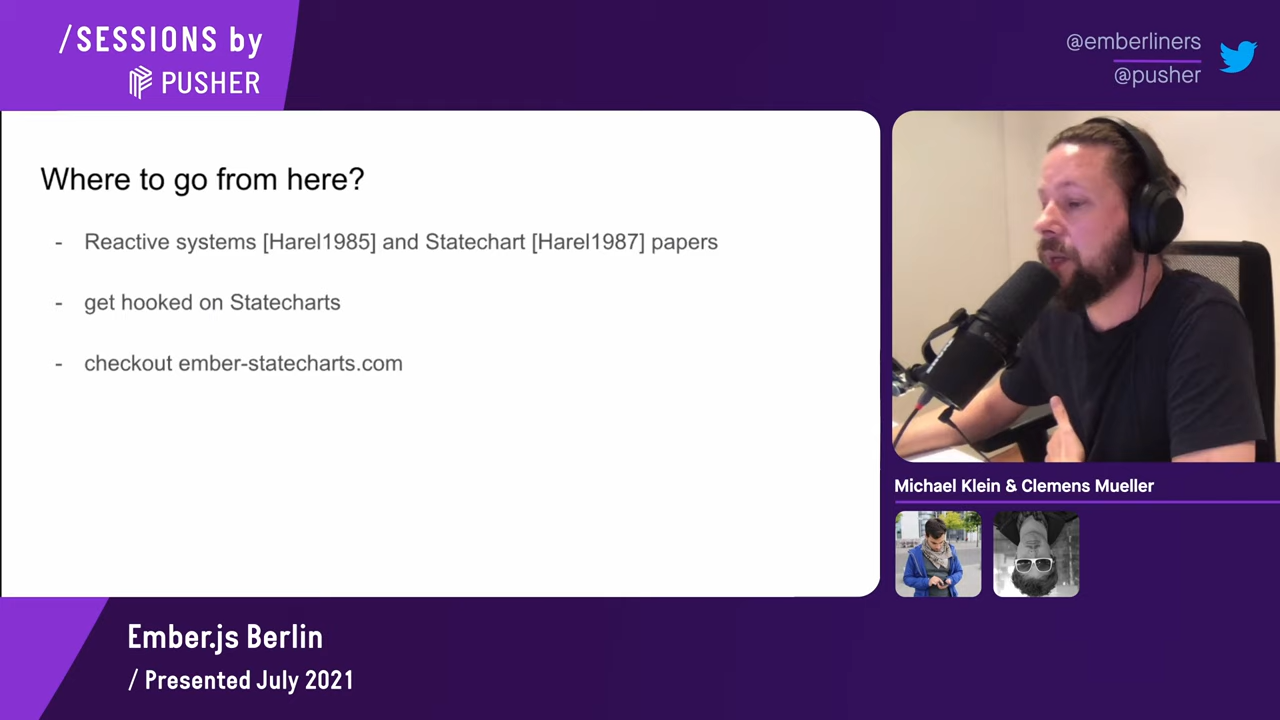 /SESSIONS by
PUSHER
@emberliners
@pusher
Where to go from here?
- Reactive systems [Harel1985] and Statechart [Harel1987] papers
- get hooked on Statecharts
- checkout ember-statecharts.com
Michael Klein & Clemens Mueller
Ember.js Berlin
/ Presented July 2021